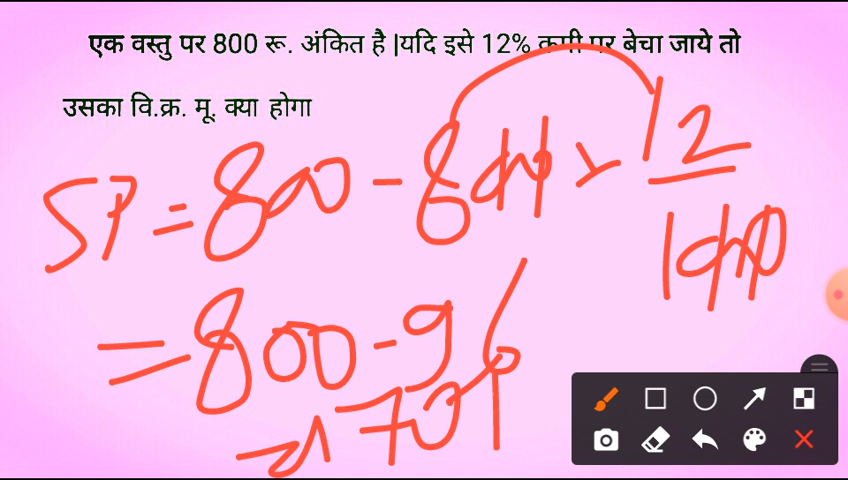 एक वस्तु पर 800 रू. अंकित है |यदि इसे 12% कमी पर बेचा जाये तो
उसका वि.क्र. मू. क्या होगा
SP = 800 - 800 × 12/100
= 800 - 96
= 704